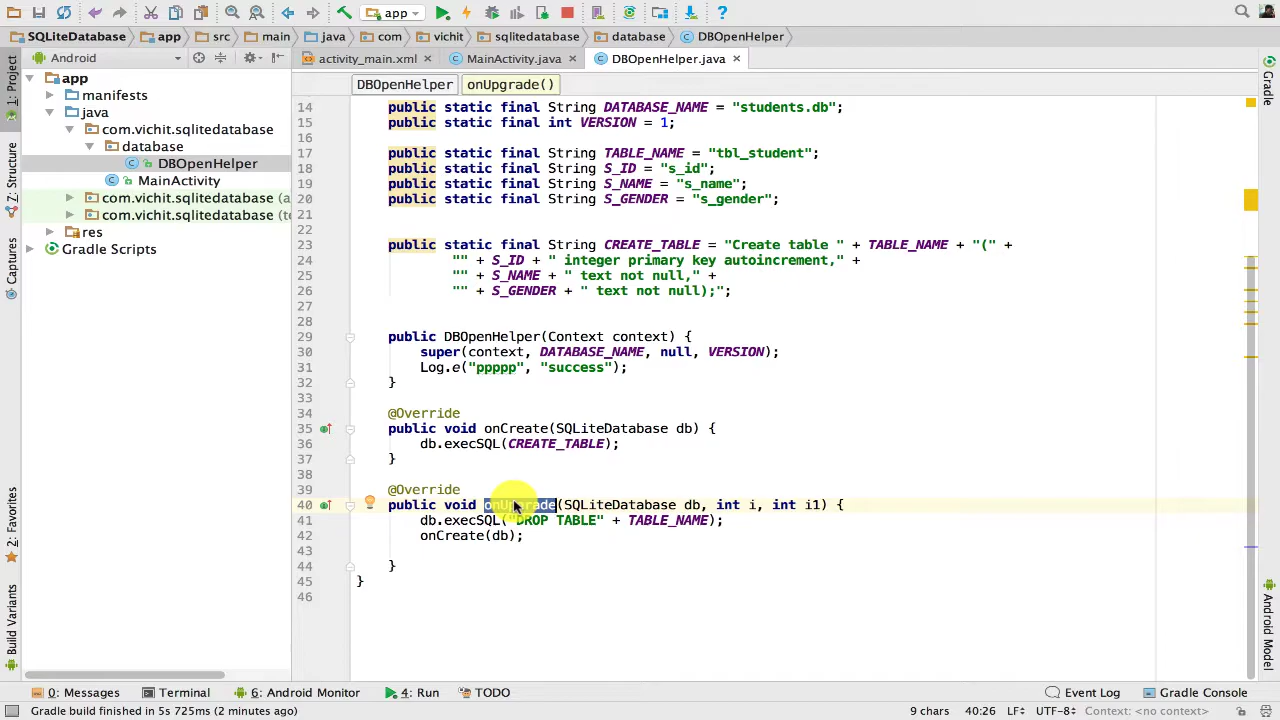 app
SQLiteDatabase app src main java com vichit sqlitedatabase database DBOpenHelper
Android
activity_main.xml MainActivity.java DBOpenHelper.java
DBOpenHelper onUpgrade()
app
manifests
java
com.vichit.sqlitedatabase
database
DBOpenHelper
MainActivity
com.vichit.sqlitedatabase (a
com.vichit.sqlitedatabase (te
res
Gradle Scripts
1: Project
7: Structure
Captures
2: Favorites
Build Variants
14 public static final String DATABASE_NAME = "students.db";
15 public static final int VERSION = 1;
16
17 public static final String TABLE_NAME = "tbl_student";
18 public static final String S_ID = "s_id";
19 public static final String S_NAME = "s_name";
20 public static final String S_GENDER = "s_gender";
21
22
23 public static final String CREATE_TABLE = "Create table " + TABLE_NAME + "(" +
24 "" + S_ID + " integer primary key autoincrement," +
25 "" + S_NAME + " text not null," +
26 "" + S_GENDER + " text not null);";
27
28
29 public DBOpenHelper(Context context) {
30 super(context, DATABASE_NAME, null, VERSION);
31 Log.e("ppppp", "success");
32 }
33
34 @Override
35 public void onCreate(SQLiteDatabase db) {
36 db.execSQL(CREATE_TABLE);
37 }
38
39 @Override
40 public void onUpgrade(SQLiteDatabase db, int i, int i1) {
41 db.execSQL("DROP TABLE" + TABLE_NAME);
42 onCreate(db);
43
44 }
45 }
46
Gradle
Android Model
0: Messages Terminal 6: Android Monitor 4: Run TODO Event Log Gradle Console
Gradle build finished in 5s 725ms (2 minutes ago) 9 chars 40:26 LF÷ UTF-8÷ Context: <no context>